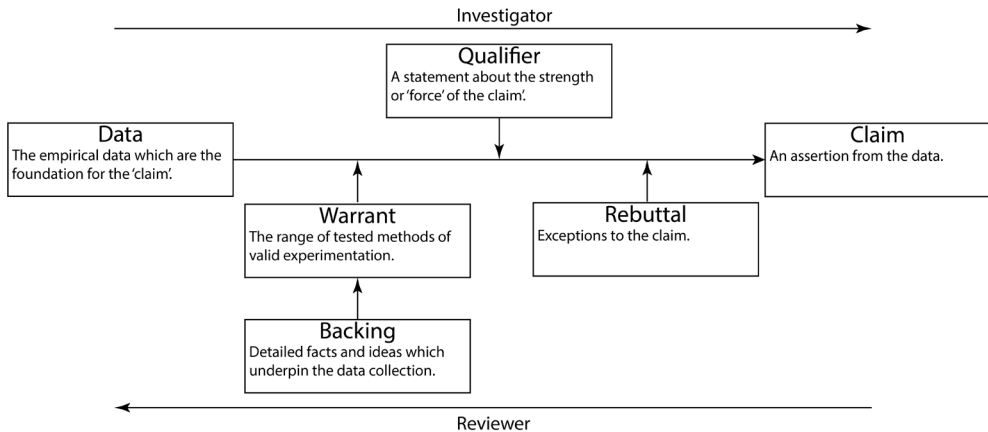 Investigator
Qualifier
A statement about the strength
or ‘force’ of the claim’.
Data
The empirical data which are the
foundation for the ‘claim’.
Claim
An assertion from the data.
Warrant
The range of tested methods of
valid experimentation.
Rebuttal
Exceptions to the claim.
Backing
Detailed facts and ideas which
underpin the data collection.
Reviewer